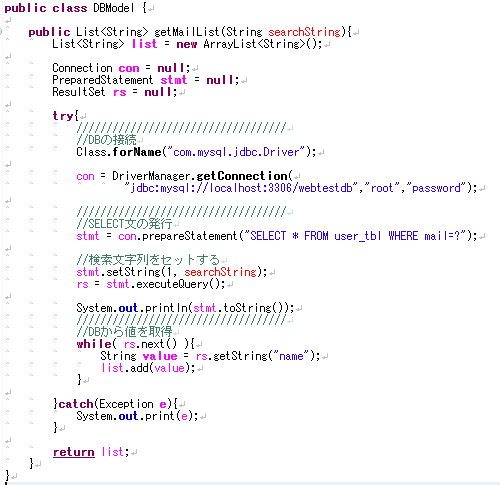 public class DBModel {
public List<String> getMailList(String searchString){
List<String> list = new ArrayList<String>();
Connection con = null;
PreparedStatement stmt = null;
ResultSet rs = null;
try{
///////////////////////////////////
//DBの接続
Class.forName("com.mysql.jdbc.Driver");
con = DriverManager.getConnection(
"jdbc:mysql://localhost:3306/webtestdb","root","password");
///////////////////////////////////
//SELECT文の発行
stmt = con.prepareStatement("SELECT * FROM user_tbl WHERE mail=?");
//検索文字列をセットする
stmt.setString(1, searchString);
rs = stmt.executeQuery();
System.out.println(stmt.toString());
///////////////////////////////////
//DBから値を取得
while( rs.next() ){
String value = rs.getString("name");
list.add(value);
}
}catch(Exception e){
System.out.print(e);
}
return list;
}
}